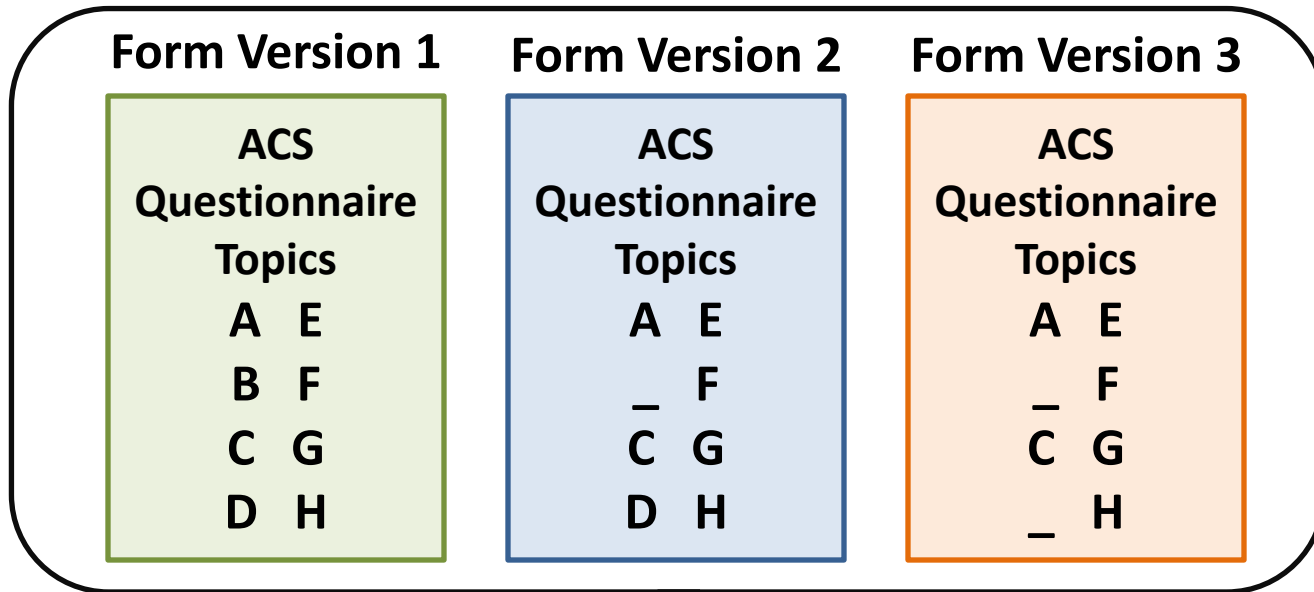 Form Version 1
ACS
Questionnaire
Topics
A E
B F
C G
D H
Form Version 2
ACS
Questionnaire
Topics
A E
_ F
C G
D H
Form Version 3
ACS
Questionnaire
Topics
A E
_ F
C G
_ H